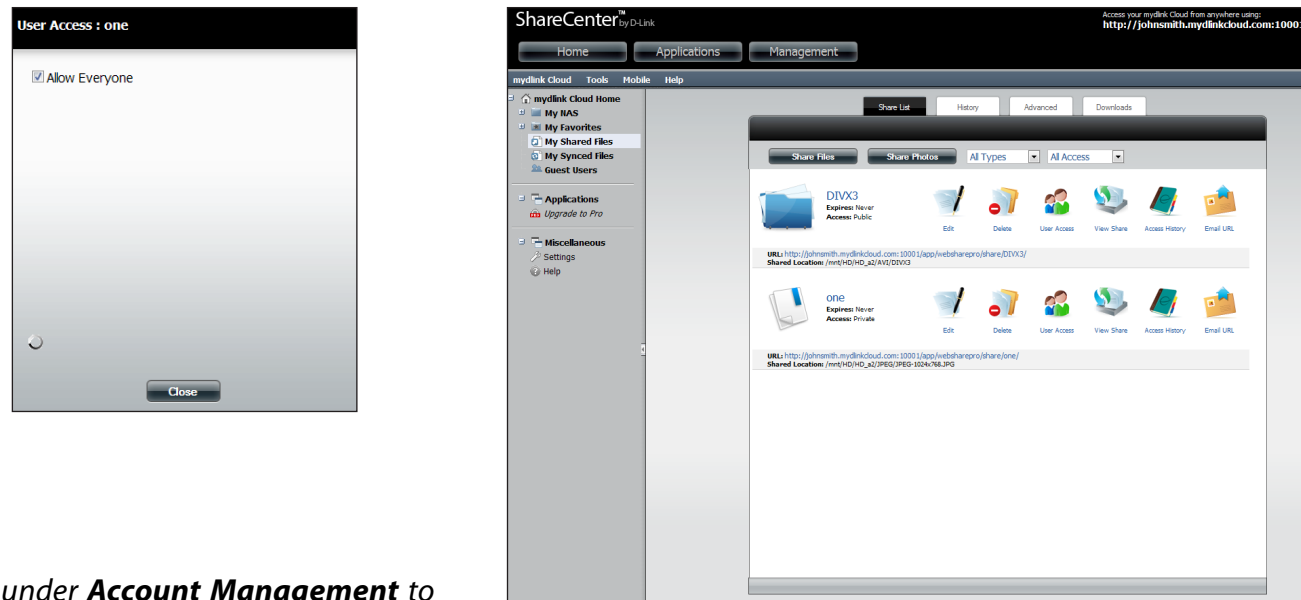 User Access : one
Allow Everyone
Close
under Account Management to
ShareCenter™ by D-Link
Access your mydlink Cloud from anywhere using:
http://johnsmith.mydlinkcloud.com:10001
Home Applications Management
mydlink Cloud Tools Mobile Help
mydlink Cloud Home
My NAS
My Favorites
My Shared Files
My Synced Files
Guest Users
Applications
Upgrade to Pro
Miscellaneous
Settings
Help
Share List History Advanced Downloads
Share Files Share Photos All Types All Access
DIVX3
Expires: Never
Access: Public
Edit Delete User Access View Share Access History Email URL
URL: http://johnsmith.mydlinkcloud.com:10001/app/websharepro/share/DIVX3/
Shared Location: /mnt/HD/HD_a2/AVI/DIVX3
one
Expires: Never
Access: Private
Edit Delete User Access View Share Access History Email URL
URL: http://johnsmith.mydlinkcloud.com:10001/app/websharepro/share/one/
Shared Location: /mnt/HD/HD_a2/JPEG/JPEG-1024x768.JPG